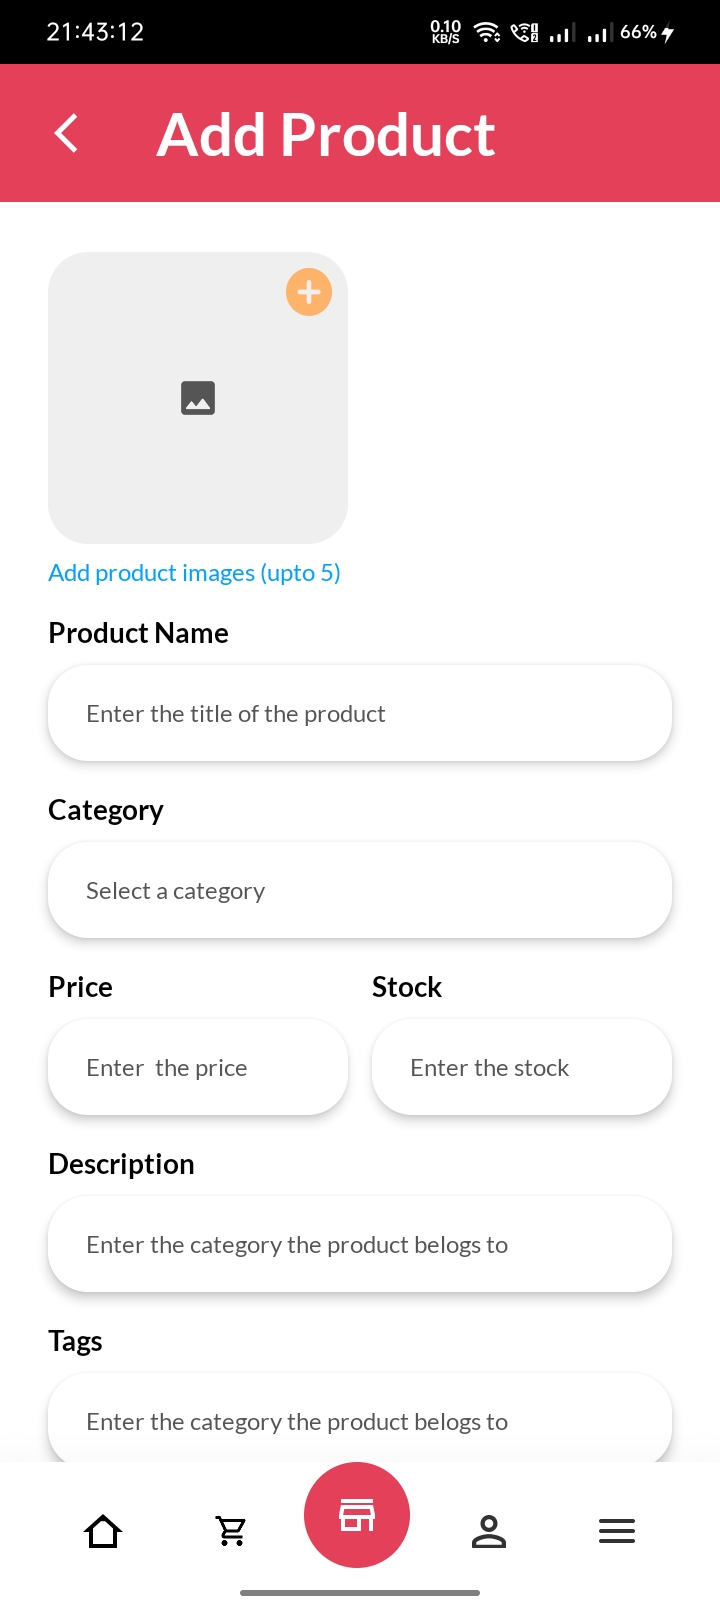 21:43:12
0.10
KB/S
66%
Add Product
Add product images (upto 5)
Product Name
Enter the title of the product
Category
Select a category
Price
Stock
Enter  the price
Enter the stock
Description
Enter the category the product belogs to
Tags
Enter the category the product belogs to